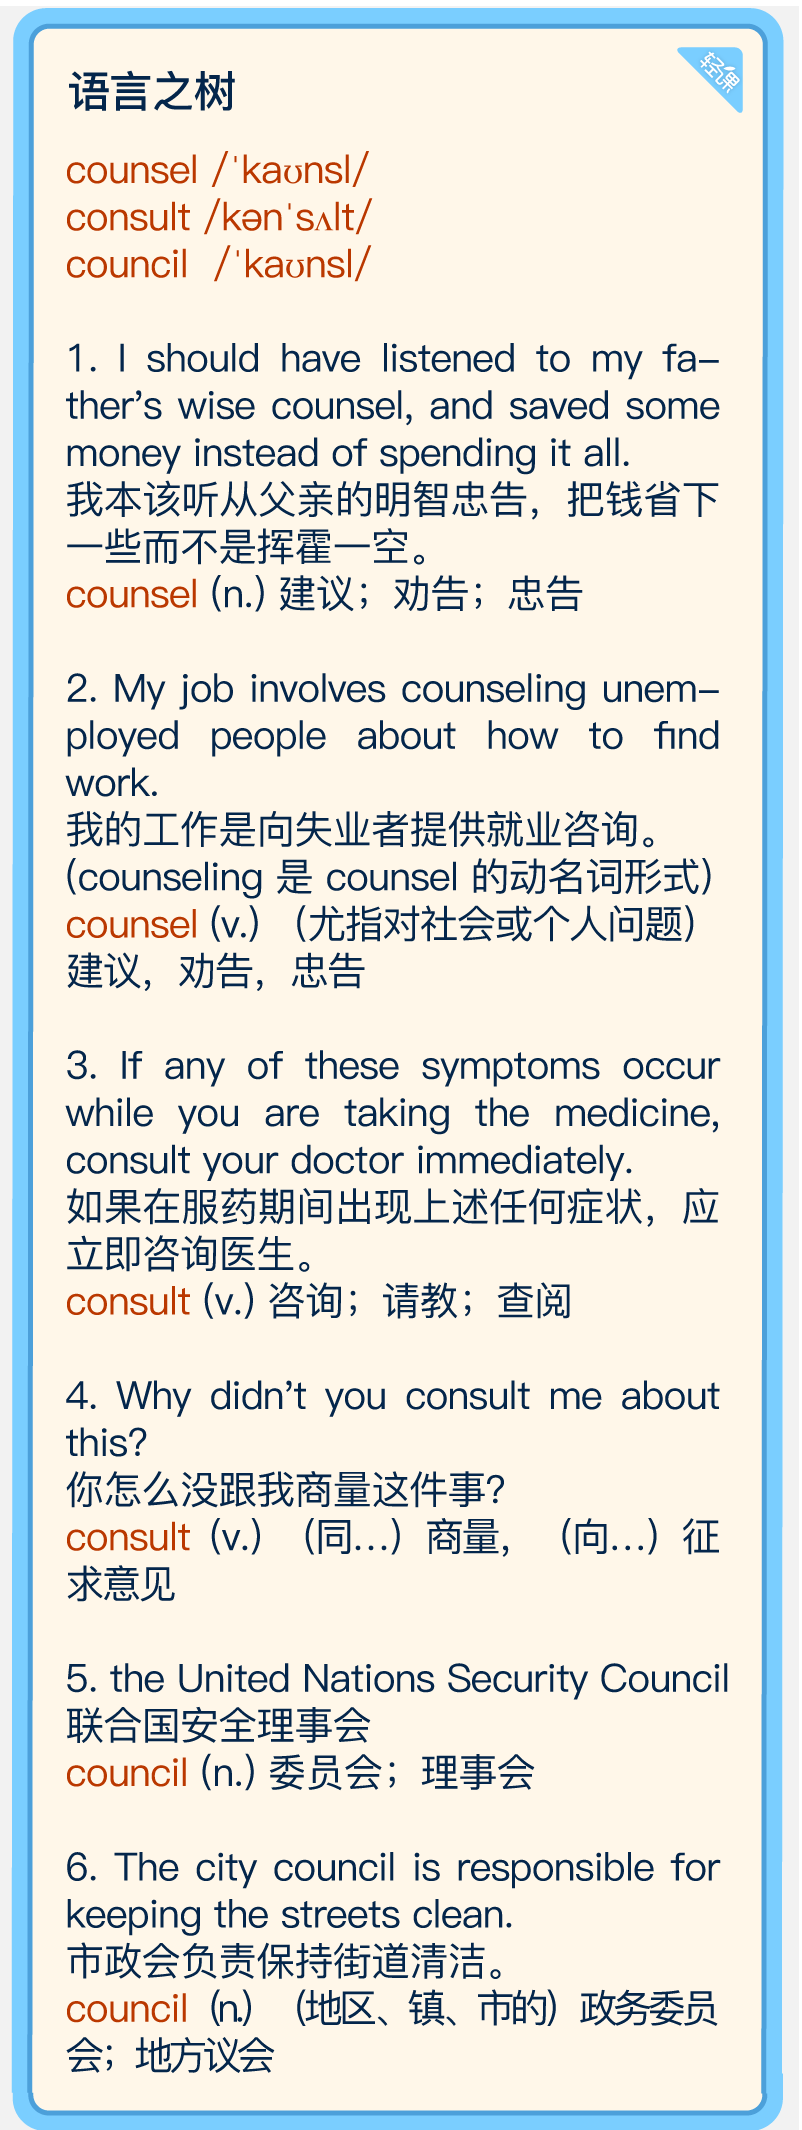 语言之树
轻课
counsel /ˈkaʊnsl/
consult /kənˈsʌlt/
council /ˈkaʊnsl/
1. I should have listened to my fa-
ther's wise counsel, and saved some
money instead of spending it all.
我本该听从父亲的明智忠告，把钱省下
一些而不是挥霍一空。
counsel (n.) 建议；劝告；忠告
2. My job involves counseling unem-
ployed people about how to find
work.
我的工作是向失业者提供就业咨询。
(counseling 是 counsel 的动名词形式)
counsel (v.) （尤指对社会或个人问题）
建议，劝告，忠告
3. If any of these symptoms occur
while you are taking the medicine,
consult your doctor immediately.
如果在服药期间出现上述任何症状，应
立即咨询医生。
consult (v.) 咨询；请教；查阅
4. Why didn't you consult me about
this?
你怎么没跟我商量这件事？
consult (v.) （同…）商量，（向…）征
求意见
5. the United Nations Security Council
联合国安全理事会
council (n.) 委员会；理事会
6. The city council is responsible for
keeping the streets clean.
市政会负责保持街道清洁。
council (n.) （地区、镇、市的）政务委员
会；地方议会